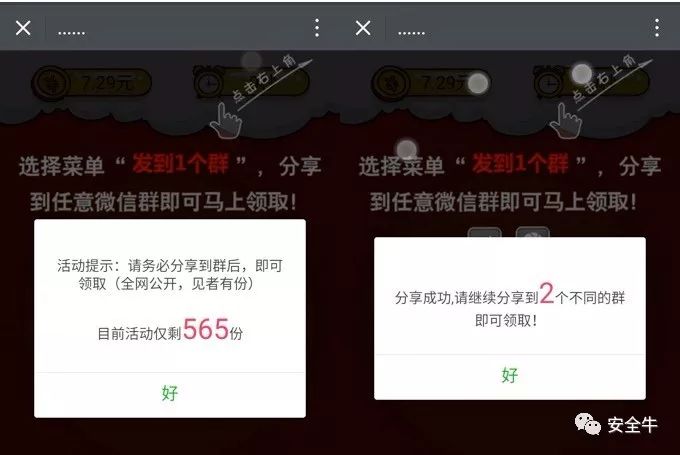 ......
7.29元
点击右上角
选择菜单“发到1个群”，分享
到任意微信群即可马上领取！
活动提示：请务必分享到群后，即可
领取（全网公开，见者有份）
目前活动仅剩565份
好
......
7.29元
点击右上角
选择菜单“发到1个群”，分享
到任意微信群即可马上领取！
分享成功,请继续分享到2个不同的群
即可领取！
好
安全牛